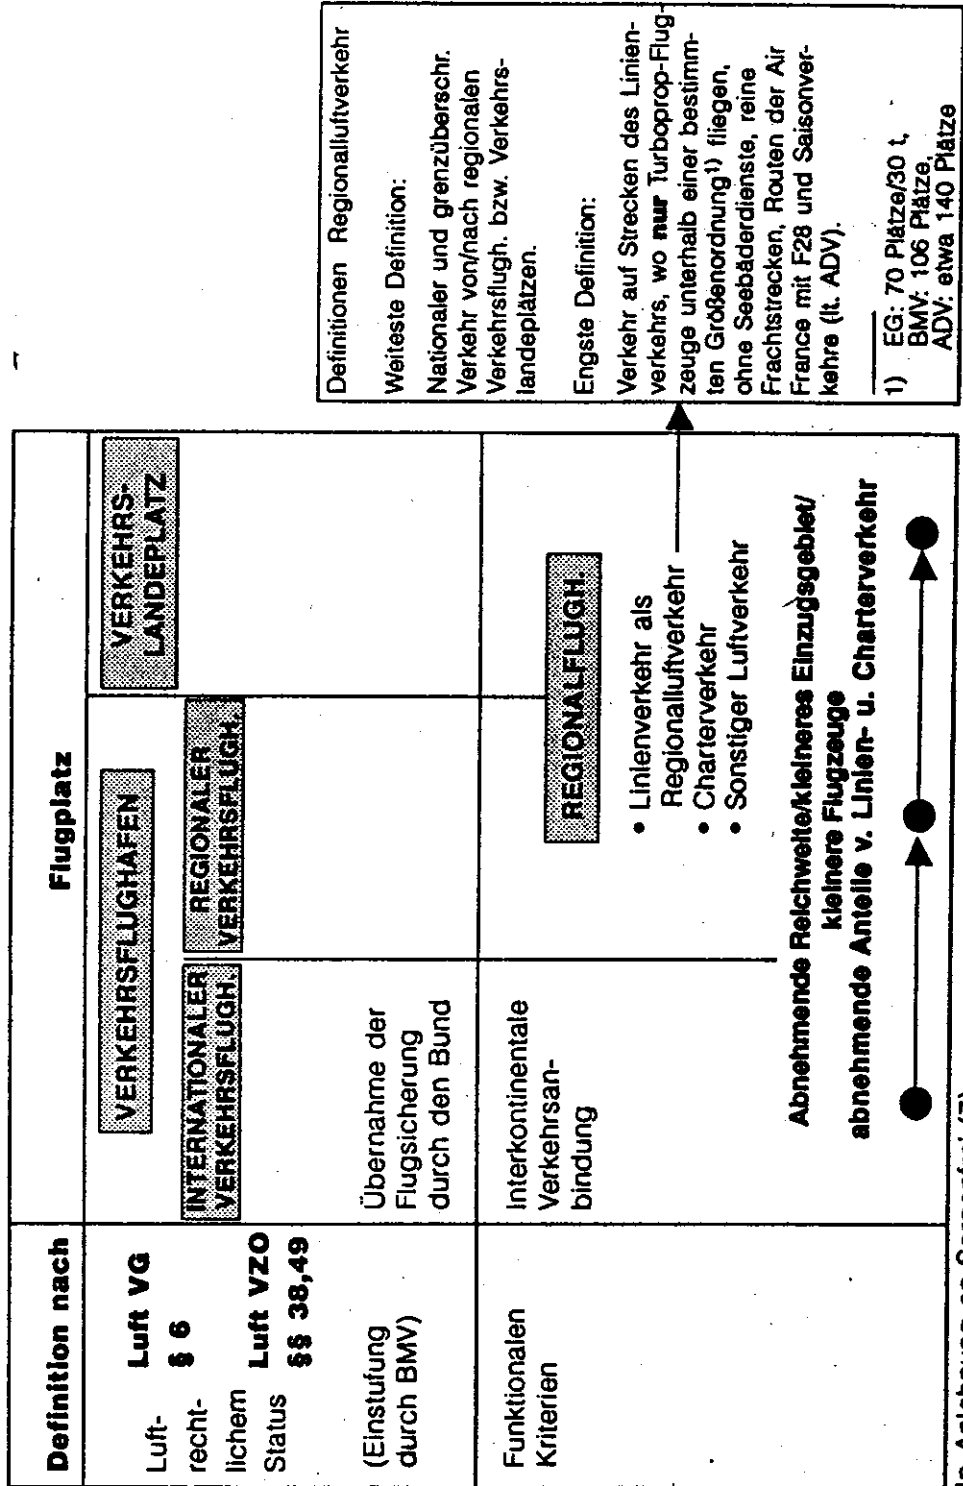 Definition nach
Flugplatz
Luft-
recht-
lichem
Status
Luft VG
§ 6
Luft VZO
§§ 38,49
(Einstufung
durch BMV)
VERKEHRSFLUGHAFEN
VERKEHRS-
LANDEPLATZ
INTERNATIONALER
VERKEHRSFLUGH.
REGIONALER
VERKEHRSFLUGH.
Übernahme der
Flugsicherung
durch den Bund
Funktionalen
Kriterien
Interkontinentale
Verkehrsan-
bindung
REGIONALFLUGH.
• Linienverkehr als
Regionalluftverkehr
• Charterverkehr
• Sonstiger Luftverkehr
Abnehmende Reichweite/kleineres Einzugsgebiet/
kleinere Flugzeuge
abnehmende Anteile v. Linien- u. Charterverkehr
Definitionen Regionalluftverkehr
Weiteste Definition:
Nationaler und grenzüberschr.
Verkehr von/nach regionalen
Verkehrsflugh. bzw. Verkehrs-
landeplätzen.
Engste Definition:
Verkehr auf Strecken des Linien-
verkehrs, wo nur Turboprop-Flug
zeuge unterhalb einer bestimm-
ten Größenordnung1) fliegen,
ohne Seebäderdienste, reine
Frachtstrecken, Routen der Air
France mit F28 und Saisonver-
kehre (lt. ADV).
1) EG: 70 Plätze/30 t,
BMV: 106 Plätze,
ADV: etwa 140 Plätze